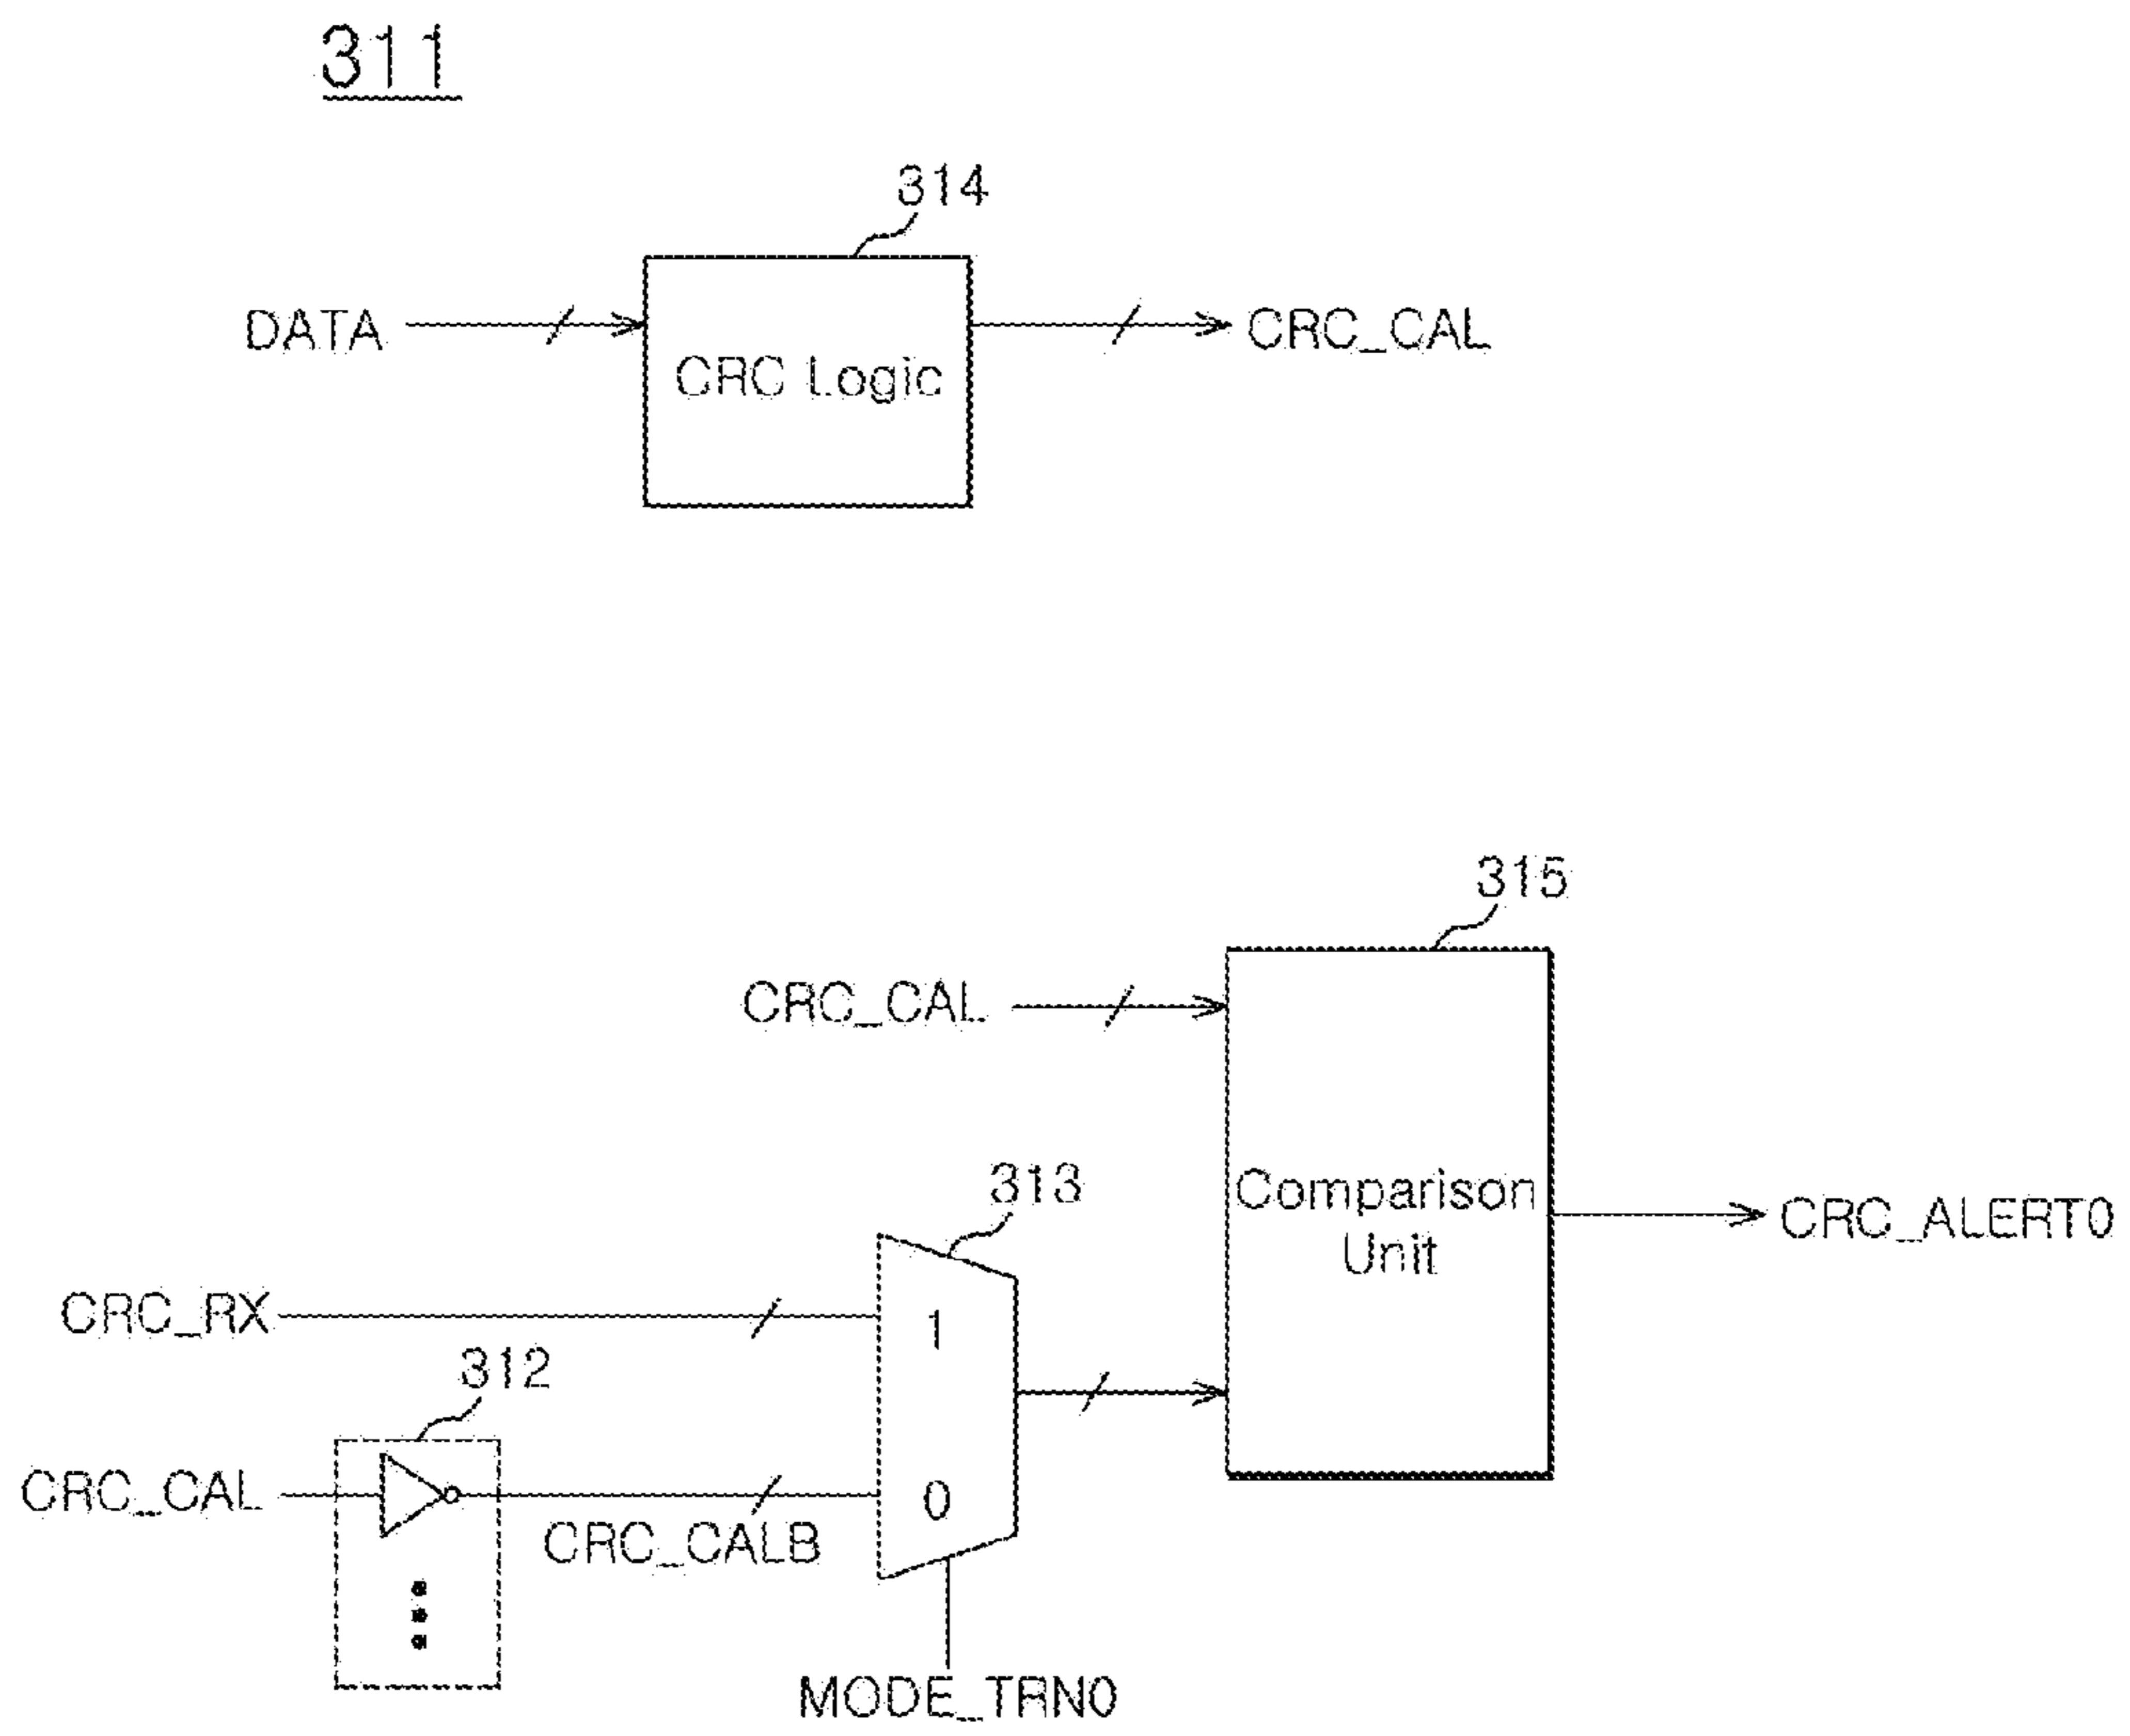 311
314
DATA
CRC Logic
CRC_CAL
315
CRC_CAL
Comparison
Unit
CRC_ALERT0
313
CRC_RX
1
312
CRC_CAL
CRC_CALB
0
MODE_TRN0